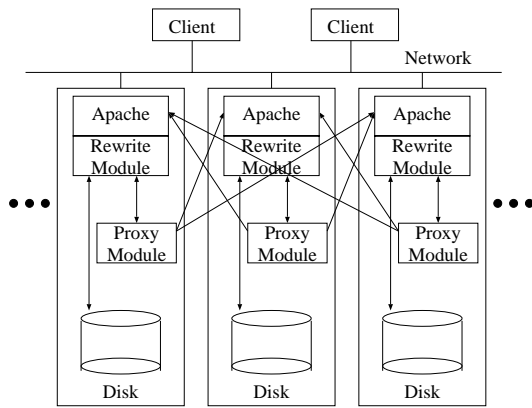 Client
Client
Network
Apache
Apache
Apache
Rewrite
Module
Rewrite
Module
Rewrite
Module
Proxy
Module
Proxy
Module
Proxy
Module
Disk
Disk
Disk